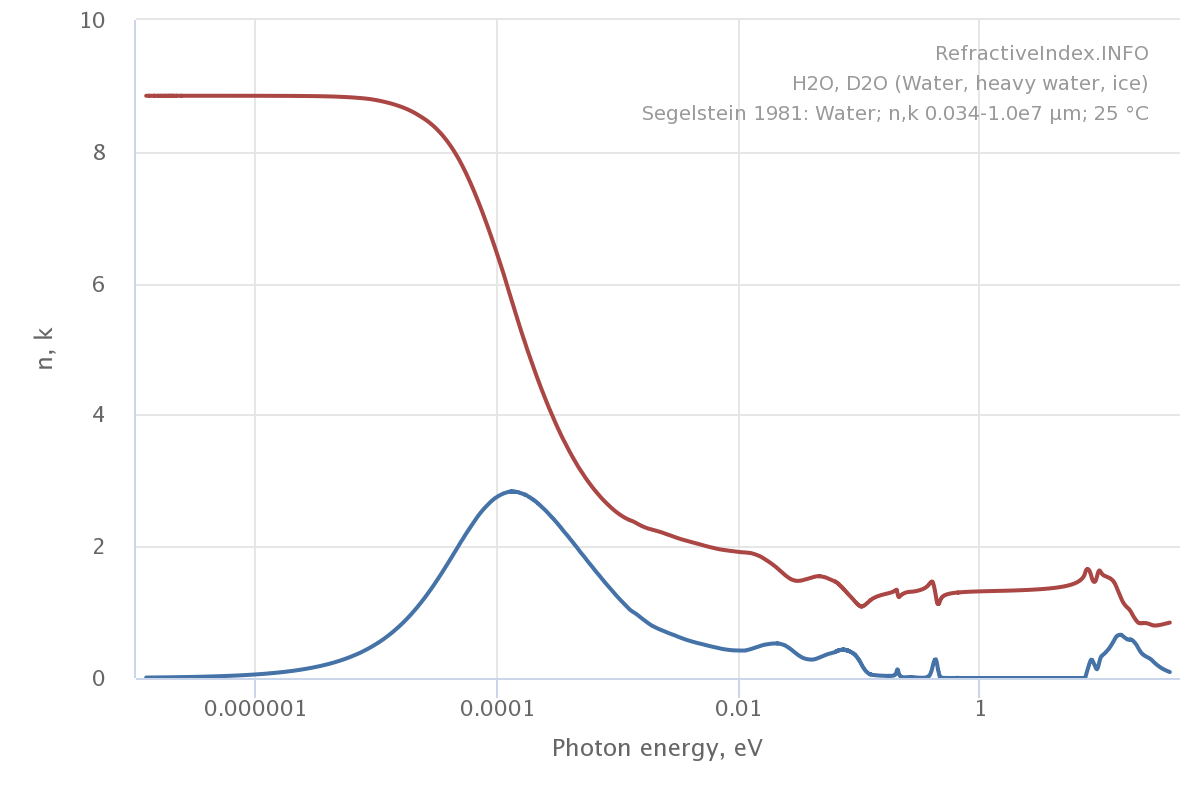 10
RefractiveIndex.INFO
H2O, D2O (Water, heavy water, ice)
Segelstein 1981: Water; n,k 0.034-1.0e7 μm; 25 °C
8
6
n, k
4
2
0
0.000001 0.0001 0.01 1
Photon energy, eV